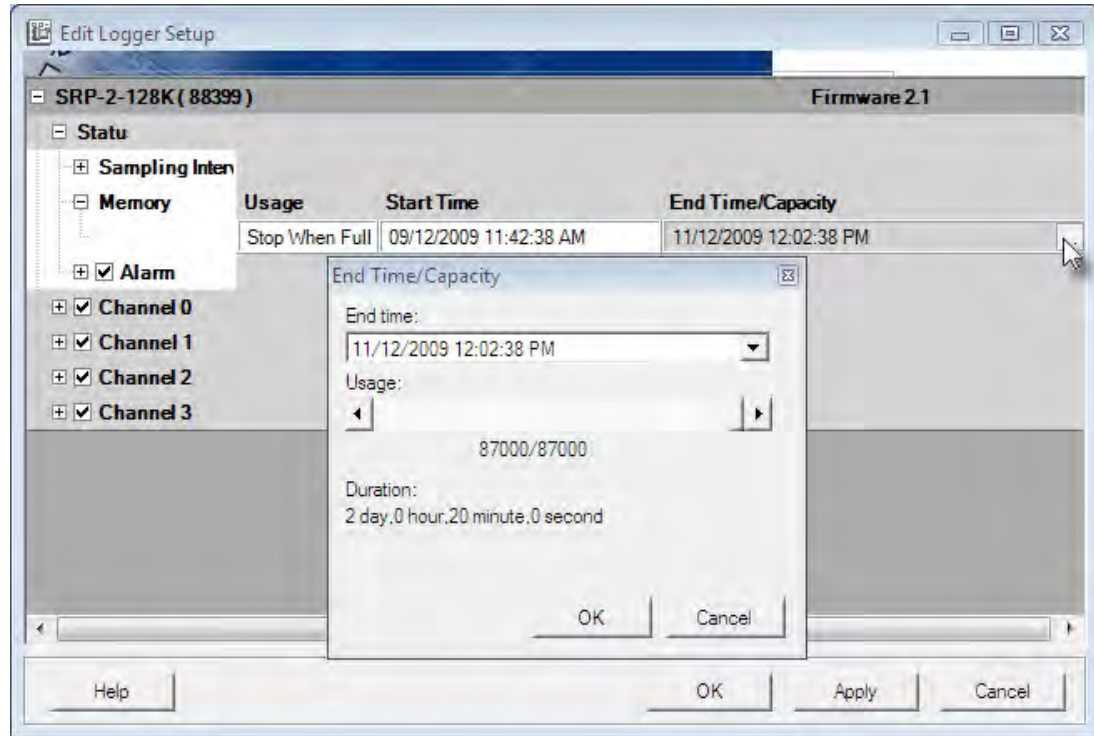 Edit Logger Setup
SRP-2-128K ( 88399 ) Firmware 2.1
Statu
Sampling Interv
Memory Usage Start Time End Time/Capacity
Stop When Full 09/12/2009 11:42:38 AM 11/12/2009 12:02:38 PM
Alarm
Channel 0
Channel 1
Channel 2
Channel 3
End Time/Capacity
End time:
11/12/2009 12:02:38 PM
Usage:
87000/87000
Duration:
2 day,0 hour,20 minute,0 second
OK Cancel
Help OK Apply Cancel